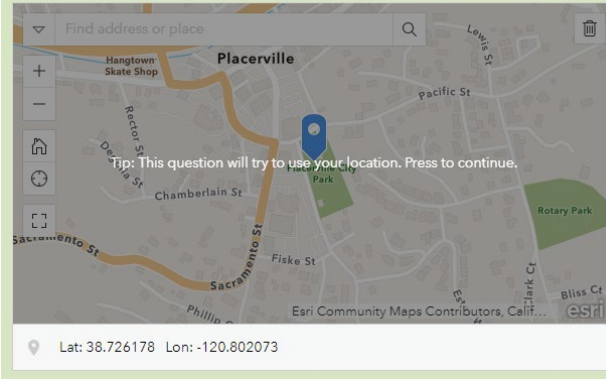 Find address or place
Hangtown
Skate Shop
Placerville
Lewis St
Pacific St
Rector St
Tip: This question will try to use your location. Press to continue.
Placerville City
Park
Chamberlain St
Rotary Park
Sacramento St
Fiske St
Sacramento St
Clark Ct
Bliss Ct
Esri Community Maps Contributors, Calif...
esri
Lat: 38.726178 Lon: -120.802073